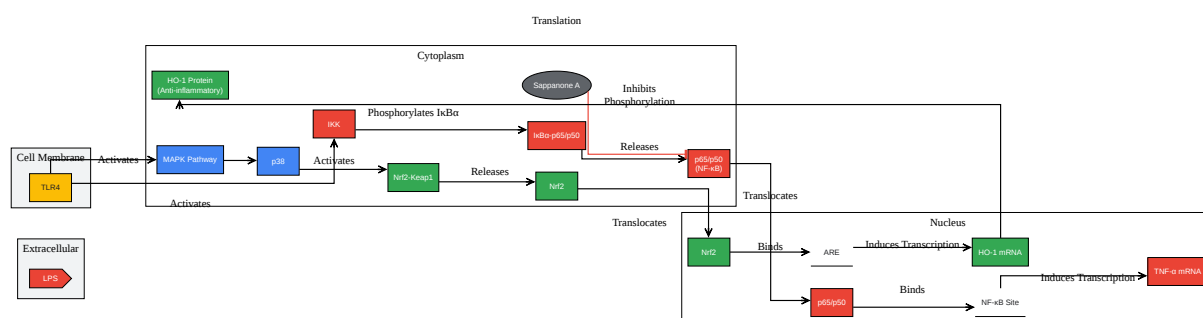 Translation
Cytoplasm
HO-1 Protein
(Anti-inflammatory)
Sappanone A
Inhibits
Phosphorylation
Phosphorylates IκBα
IKK
IκBα-p65/p50
Cell Membrane
Activates
MAPK Pathway
p38
Activates
Releases
p65/p50
(NF-κB)
TLR4
Nrf2-Keap1
Releases
Nrf2
Activates
Translocates
Translocates
Nucleus
Extracellular
LPS
Nrf2
Binds
ARE
Induces Transcription
HO-1 mRNA
TNF-α mRNA
Induces Transcription
p65/p50
Binds
NF-κB Site